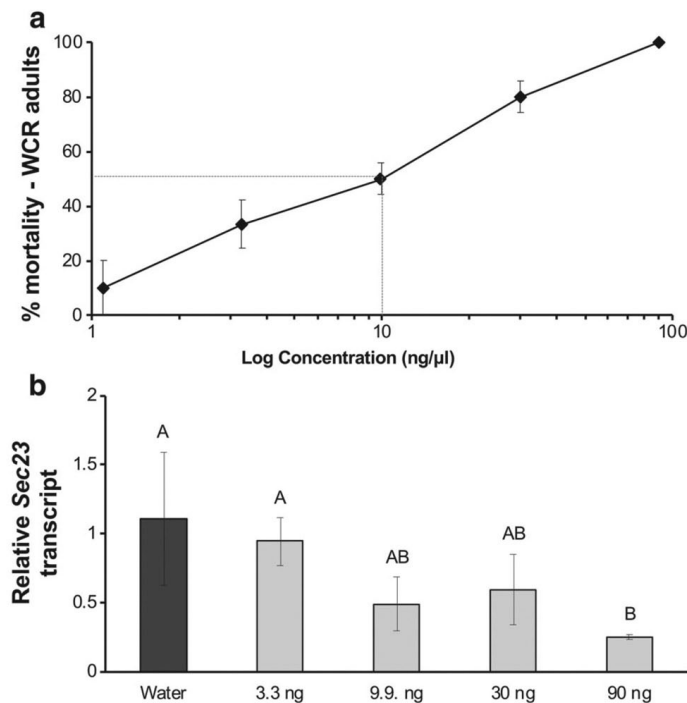 a
% mortality - WCR adults
100
80
60
40
20
0
1 10 100
Log Concentration (ng/µl)
b
Relative Sec23
transcript
2
1.5
1
0.5
0
A A AB AB B
Water 3.3 ng 9.9. ng 30 ng 90 ng